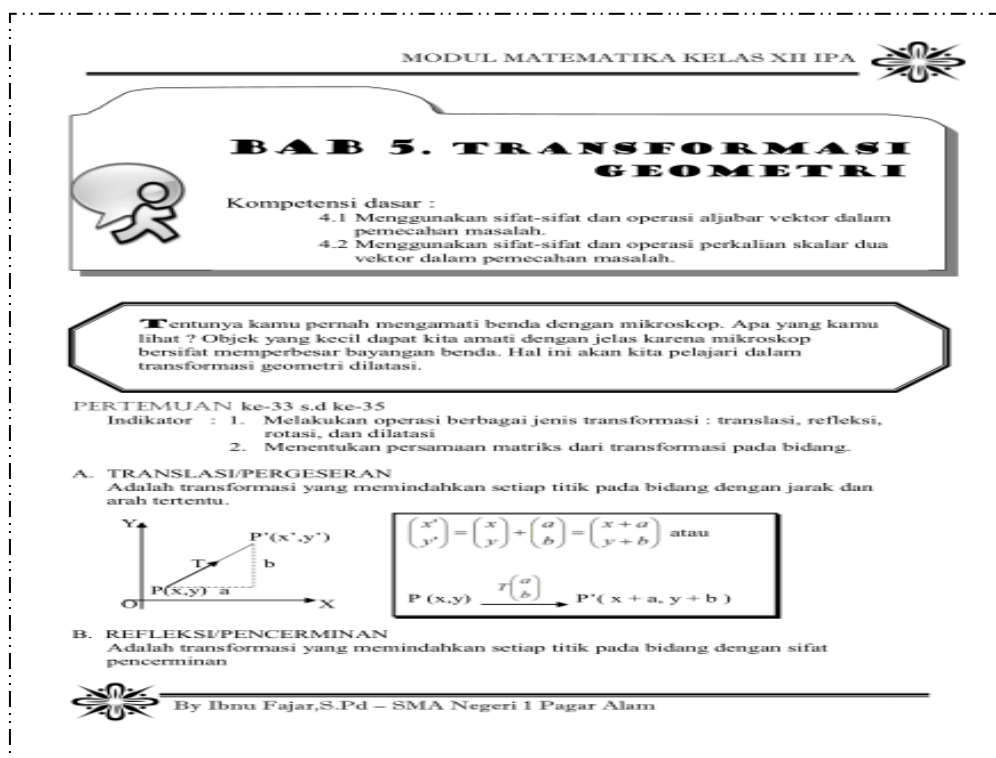 MODUL MATEMATIKA KELAS XII IPA
BAB 5. TRANSFORMASI
GEOMETRI
Kompetensi dasar :
4.1 Menggunakan sifat-sifat dan operasi aljabar vektor dalam
pemecahan masalah.
4.2 Menggunakan sifat-sifat dan operasi perkalian skalar dua
vektor dalam pemecahan masalah.
Tentunya kamu pernah mengamati benda dengan mikroskop. Apa yang kamu
lihat ? Objek yang kecil dapat kita amati dengan jelas karena mikroskop
bersifat memperbesar bayangan benda. Hal ini akan kita pelajari dalam
transformasi geometri dilatasi.
PERTEMUAN ke-33 s.d ke-35
Indikator : 1. Melakukan operasi berbagai jenis transformasi : translasi, refleksi,
rotasi, dan dilatasi
2. Menentukan persamaan matriks dari transformasi pada bidang.
A. TRANSLASI/PERGESERAN
Adalah transformasi yang memindahkan setiap titik pada bidang dengan jarak dan
arah tertentu.
Y
P'(x',y')
T b
P(x,y) a
O X
(x' y') = (x y) + (a b) = (x + a y + b) atau
P (x,y) T(a b) P'( x + a, y + b )
B. REFLEKSI/PENCERMINAN
Adalah transformasi yang memindahkan setiap titik pada bidang dengan sifat
pencerminan
By Ibnu Fajar,S.Pd – SMA Negeri 1 Pagar Alam